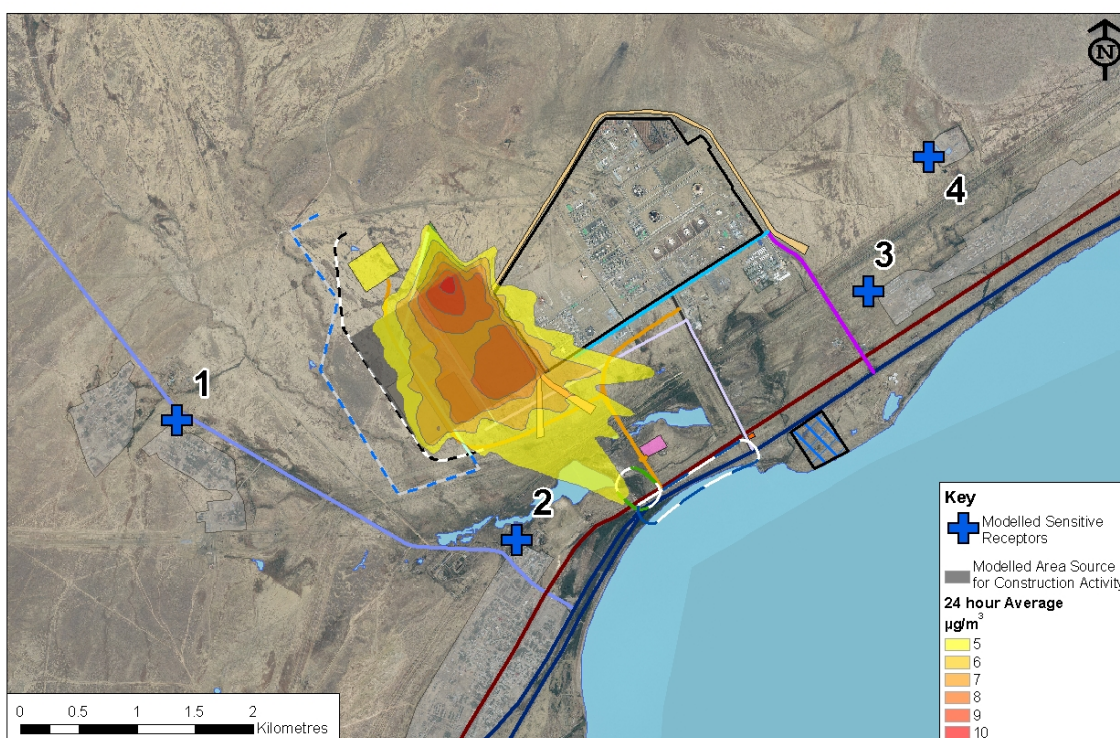 N
4
3
1
2
Key
Modelled Sensitive
Receptors
Modelled Area Source
for Construction Activity
24 hour Average
µg/m³
5
6
7
8
9
10
0 0.5 1 1.5 2
Kilometres